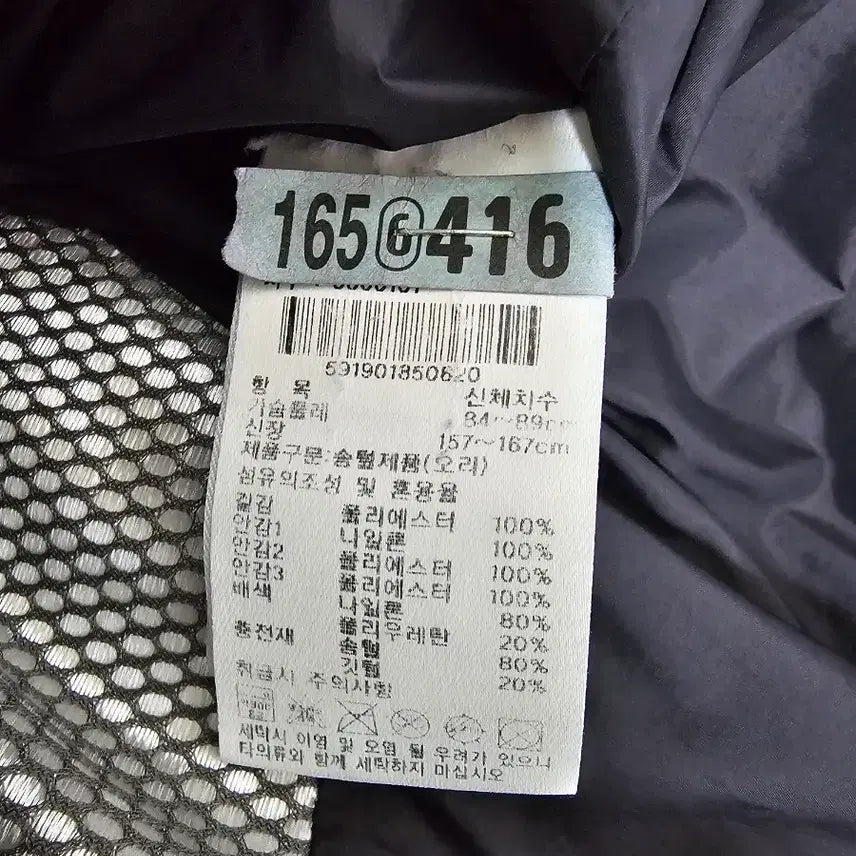 165 6 416
591901350620
항 목 신체치수
가슴둘레 84~89cm
신장 157~167cm
제품구분:솜털제품(오리)
섬유의조성 및 혼용율
겉감 폴리에스터 100%
안감1 나일론 100%
안감2 폴리에스터 100%
안감3 폴리에스터 100%
배색 나일론 80%
폴리우레탄 20%
충전재 솜털 80%
깃털 20%
취급시 주의사항
세탁시 이염 및 오염 될 우려가 있으니
타의류와 함께 세탁하지 마십시오